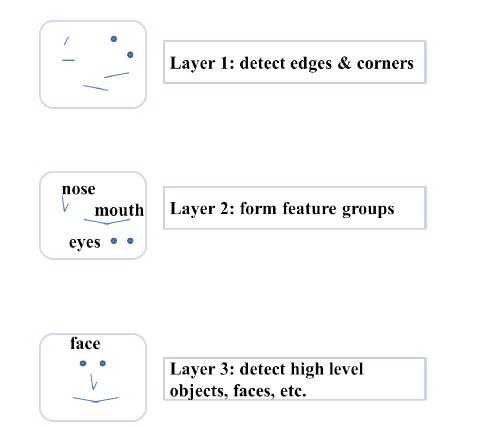 Layer 1: detect edges & corners
nose
mouth
eyes
Layer 2: form feature groups
face
Layer 3: detect high level
objects, faces, etc.